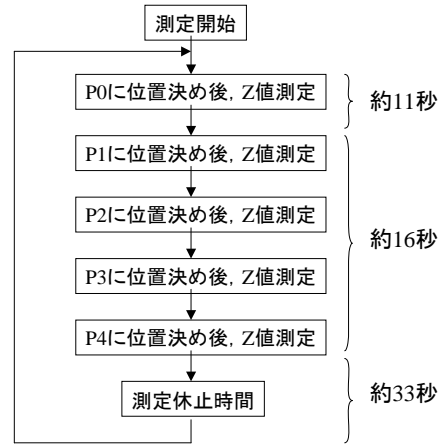 測定開始
P0に位置決め後, Z値測定
約11秒
P1に位置決め後, Z値測定
P2に位置決め後, Z値測定
約16秒
P3に位置決め後, Z値測定
P4に位置決め後, Z値測定
測定休止時間
約33秒